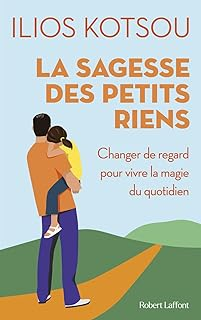 ILIOS KOTSOU
LA SAGESSE
DES PETITS
RIENS
Changer de regard
pour vivre la magie
du quotidien
Robert Laffont